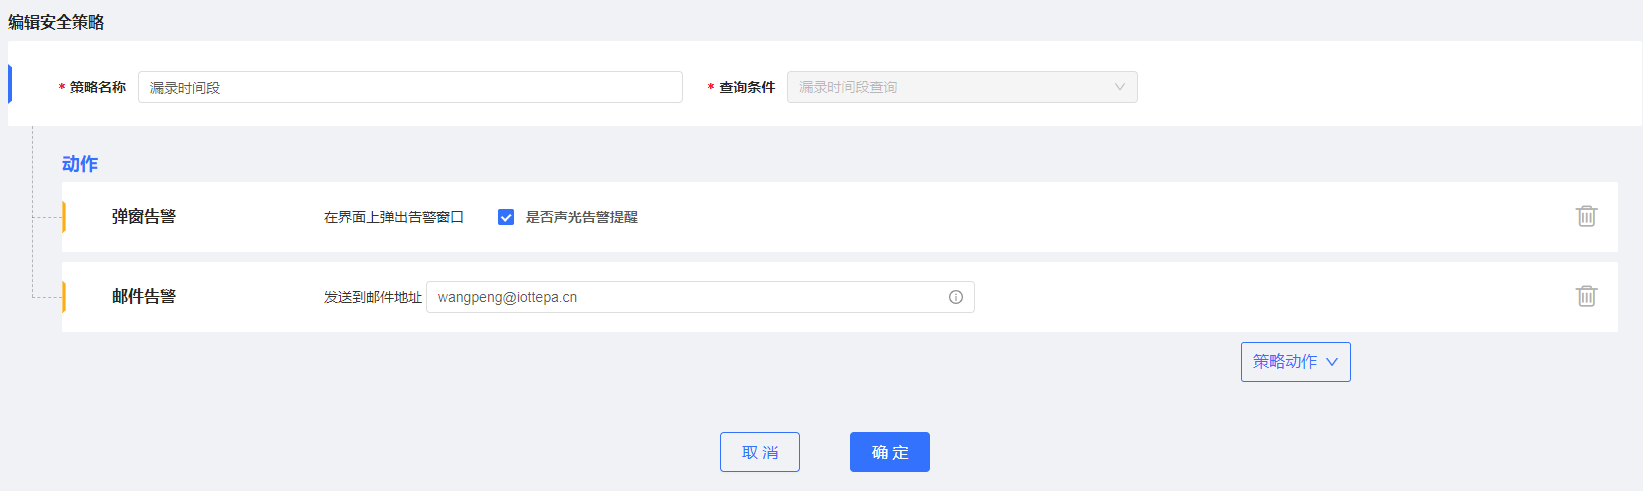 编辑安全策略
* 策略名称 漏录时间段 * 查询条件 漏录时间段查询
动作
弹窗告警 在界面上弹出告警窗口 是否声光告警提醒
邮件告警 发送到邮件地址 wangpeng@iottepa.cn
策略动作
取 消 确 定